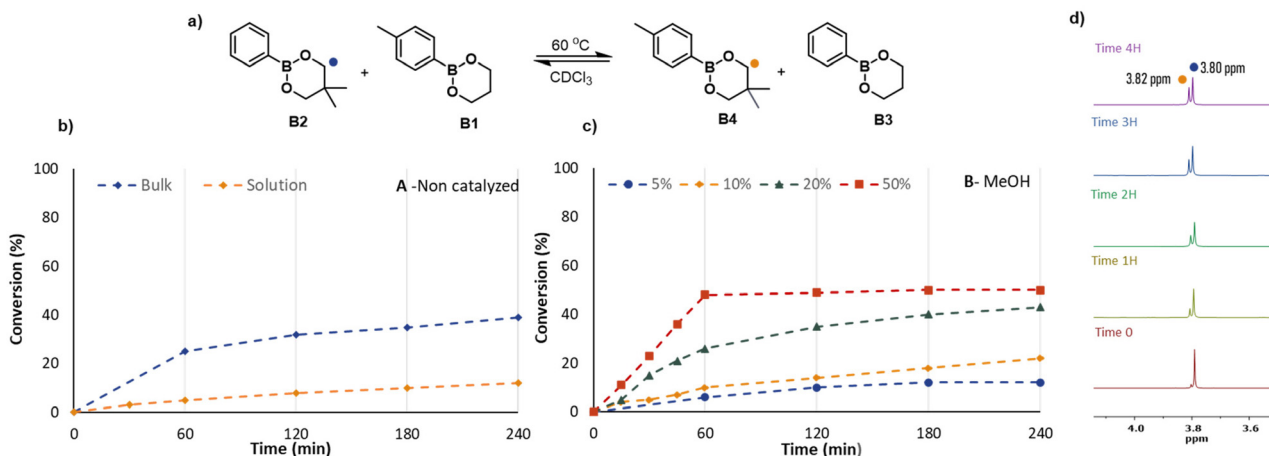 a)
60 °C
CDCl3
B
O
O
+
B
O
O
B
O
O
+
B
O
O
B2
B1
B4
B3
b)
100
80
60
40
20
0
Conversion (%)
Bulk
Solution
A -Non catalyzed
0
60
120
180
240
Time (min)
c)
100
80
60
40
20
0
Conversion (%)
5%
10%
20%
50%
B- MeOH
0
60
120
180
240
Time (min)
d)
Time 4H
3.82 ppm
3.80 ppm
Time 3H
Time 2H
Time 1H
Time 0
4.0
3.8
3.6
ppm